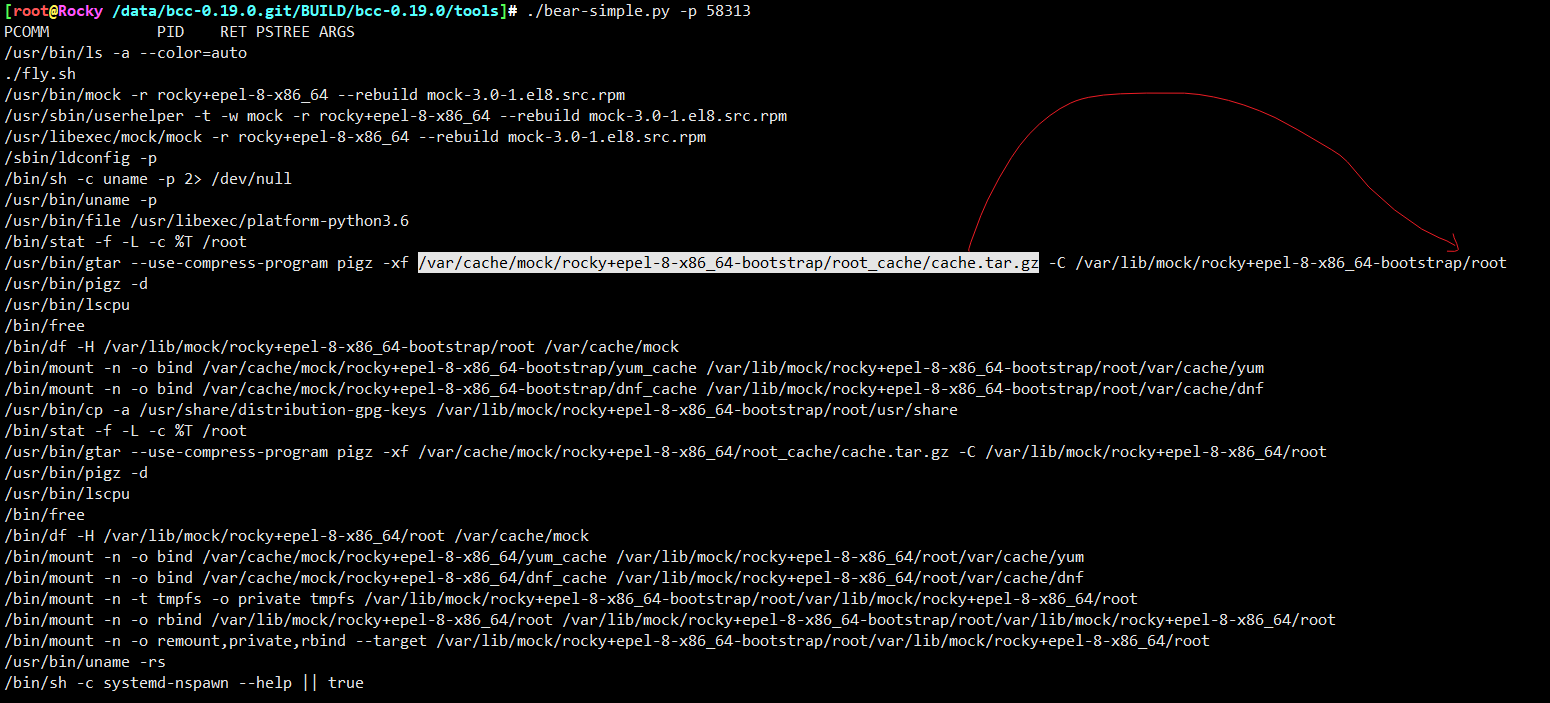 [root@Rocky /data/bcc-0.19.0.git/BUILD/bcc-0.19.0/tools]# ./bear-simple.py -p 58313
PCOMM            PID    RET PSTREE ARGS
/usr/bin/ls -a --color=auto
./fly.sh
/usr/bin/mock -r rocky+epel-8-x86_64 --rebuild mock-3.0-1.el8.src.rpm
/usr/sbin/userhelper -t -w mock -r rocky+epel-8-x86_64 --rebuild mock-3.0-1.el8.src.rpm
/usr/libexec/mock/mock -r rocky+epel-8-x86_64 --rebuild mock-3.0-1.el8.src.rpm
/sbin/ldconfig -p
/bin/sh -c uname -p 2> /dev/null
/usr/bin/uname -p
/usr/bin/file /usr/libexec/platform-python3.6
/bin/stat -f -L -c %T /root
/usr/bin/gtar --use-compress-program pigz -xf /var/cache/mock/rocky+epel-8-x86_64-bootstrap/root_cache/cache.tar.gz -C /var/lib/mock/rocky+epel-8-x86_64-bootstrap/root
/usr/bin/pigz -d
/usr/bin/lscpu
/bin/free
/bin/df -H /var/lib/mock/rocky+epel-8-x86_64-bootstrap/root /var/cache/mock
/bin/mount -n -o bind /var/cache/mock/rocky+epel-8-x86_64-bootstrap/yum_cache /var/lib/mock/rocky+epel-8-x86_64-bootstrap/root/var/cache/yum
/bin/mount -n -o bind /var/cache/mock/rocky+epel-8-x86_64-bootstrap/dnf_cache /var/lib/mock/rocky+epel-8-x86_64-bootstrap/root/var/cache/dnf
/usr/bin/cp -a /usr/share/distribution-gpg-keys /var/lib/mock/rocky+epel-8-x86_64-bootstrap/root/usr/share
/bin/stat -f -L -c %T /root
/usr/bin/gtar --use-compress-program pigz -xf /var/cache/mock/rocky+epel-8-x86_64/root_cache/cache.tar.gz -C /var/lib/mock/rocky+epel-8-x86_64/root
/usr/bin/pigz -d
/usr/bin/lscpu
/bin/free
/bin/df -H /var/lib/mock/rocky+epel-8-x86_64/root /var/cache/mock
/bin/mount -n -o bind /var/cache/mock/rocky+epel-8-x86_64/yum_cache /var/lib/mock/rocky+epel-8-x86_64/root/var/cache/yum
/bin/mount -n -o bind /var/cache/mock/rocky+epel-8-x86_64/dnf_cache /var/lib/mock/rocky+epel-8-x86_64/root/var/cache/dnf
/bin/mount -n -t tmpfs -o private tmpfs /var/lib/mock/rocky+epel-8-x86_64-bootstrap/root/var/lib/mock/rocky+epel-8-x86_64/root
/bin/mount -n -o rbind /var/lib/mock/rocky+epel-8-x86_64/root /var/lib/mock/rocky+epel-8-x86_64-bootstrap/root/var/lib/mock/rocky+epel-8-x86_64/root
/bin/mount -n -o remount,private,rbind --target /var/lib/mock/rocky+epel-8-x86_64-bootstrap/root/var/lib/mock/rocky+epel-8-x86_64/root
/usr/bin/uname -rs
/bin/sh -c systemd-nspawn --help || true